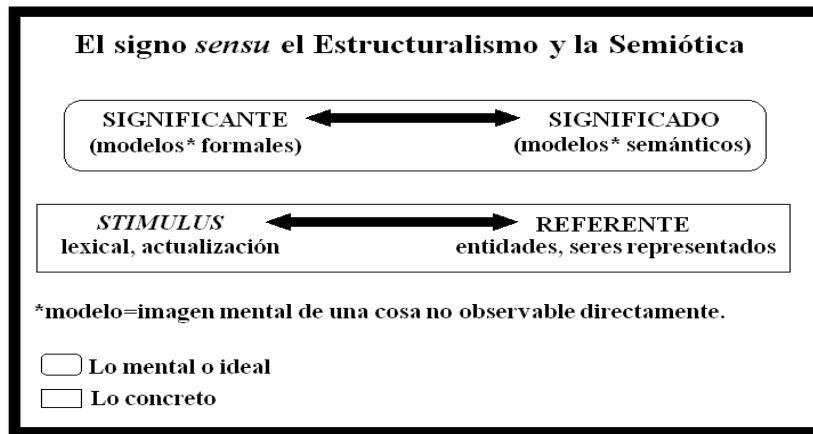 El signo sensu el Estructuralismo y la Semiótica
SIGNIFICANTE SIGNIFICADO
(modelos* formales) (modelos* semánticos)
STIMULUS REFERENTE
lexical, actualización entidades, seres representados
*modelo=imagen mental de una cosa no observable directamente.
Lo mental o ideal
Lo concreto